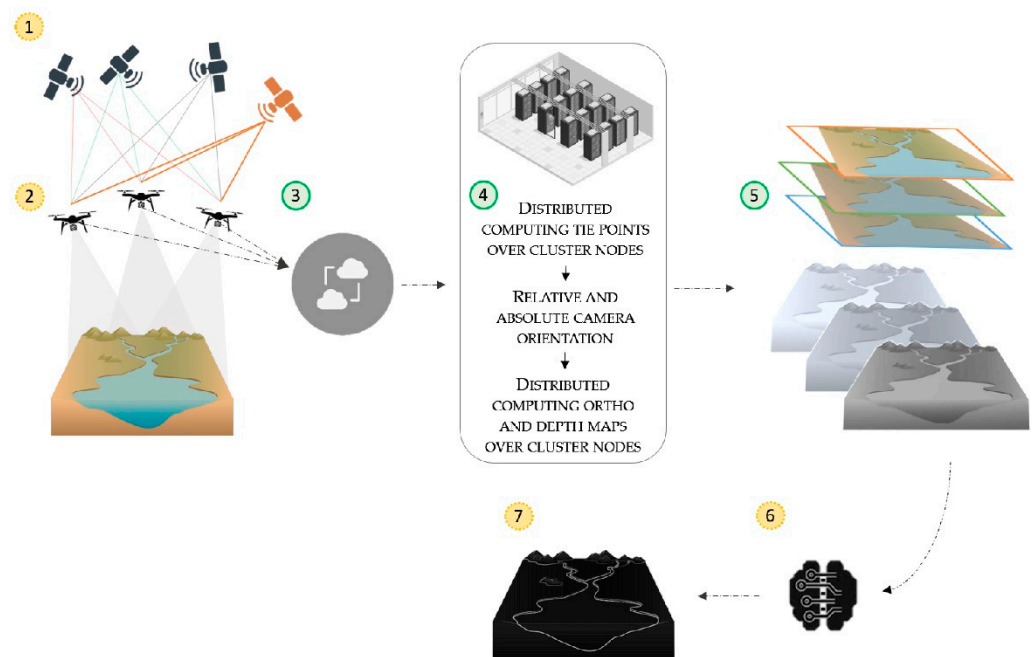 1
2
3
4
DISTRIBUTED
COMPUTING TIE POINTS
OVER CLUSTER NODES
RELATIVE AND
ABSOLUTE CAMERA
ORIENTATION
DISTRIBUTED
COMPUTING ORTHO
AND DEPTH MAPS
OVER CLUSTER NODES
5
6
7